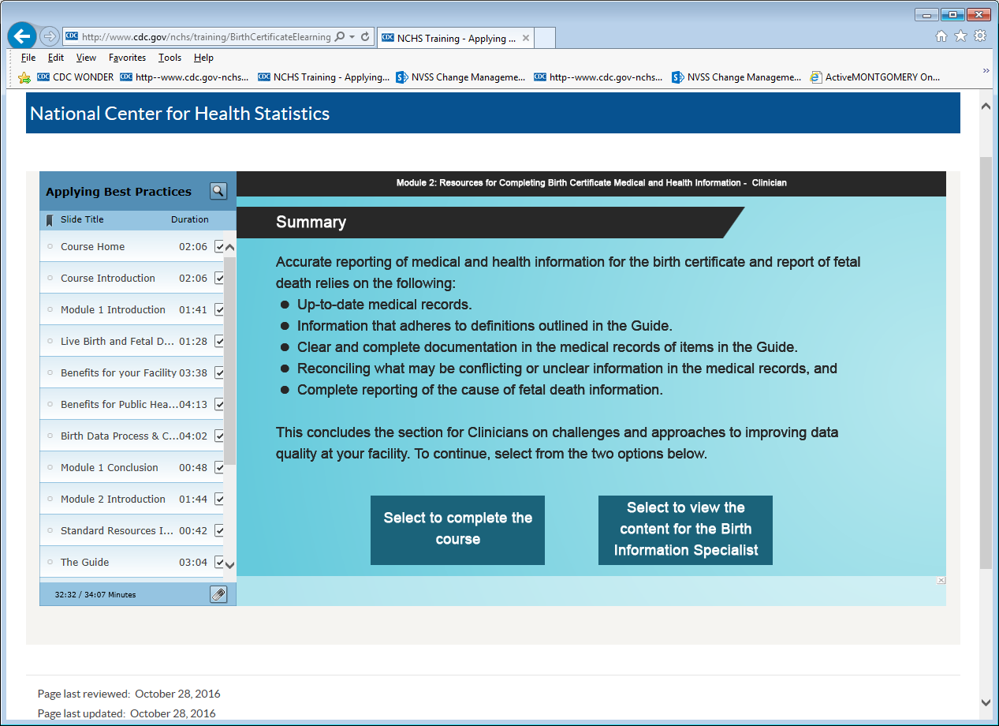 http://www.cdc.gov/nchs/training/BirthCertificateElearning
CDC NCHS Training - Applying ...
File Edit View Favorites Tools Help
CDC CDC WONDER CDC http--www.cdc.gov-nchs... CDC NCHS Training - Applying... NVSS Change Manageme... CDC http--www.cdc.gov-nchs... NVSS Change Manageme... ActiveMONTGOMERY On...
National Center for Health Statistics
Applying Best Practices
Slide Title Duration
Course Home 02:06
Course Introduction 02:06
Module 1 Introduction 01:41
Live Birth and Fetal D... 01:28
Benefits for your Facility 03:38
Benefits for Public Hea... 04:13
Birth Data Process & C... 04:02
Module 1 Conclusion 00:48
Module 2 Introduction 01:44
Standard Resources I... 00:42
The Guide 03:04
32:32 / 34:07 Minutes
Module 2: Resources for Completing Birth Certificate Medical and Health Information - Clinician
Summary
Accurate reporting of medical and health information for the birth certificate and report of fetal
death relies on the following:
● Up-to-date medical records.
● Information that adheres to definitions outlined in the Guide.
● Clear and complete documentation in the medical records of items in the Guide.
● Reconciling what may be conflicting or unclear information in the medical records, and
● Complete reporting of the cause of fetal death information.
This concludes the section for Clinicians on challenges and approaches to improving data
quality at your facility. To continue, select from the two options below.
Select to complete the
course
Select to view the
content for the Birth
Information Specialist
Page last reviewed: October 28, 2016
Page last updated: October 28, 2016